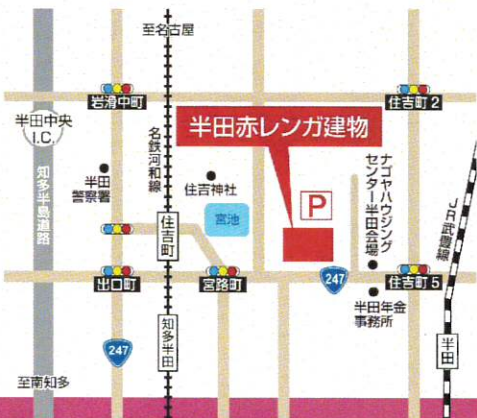 至名古屋
岩滑中町
住吉町 2
半田中央
I.C.
名鉄河和線
半田赤レンガ建物
知多半島道路
半田
警察署
住吉神社
宮池
P
ナゴヤハウジング
センター半田会場
JR武豊線
住吉町
出口町
宮路町
247
住吉町 5
半田年金
事務所
247
知多半田
半田
至南知多